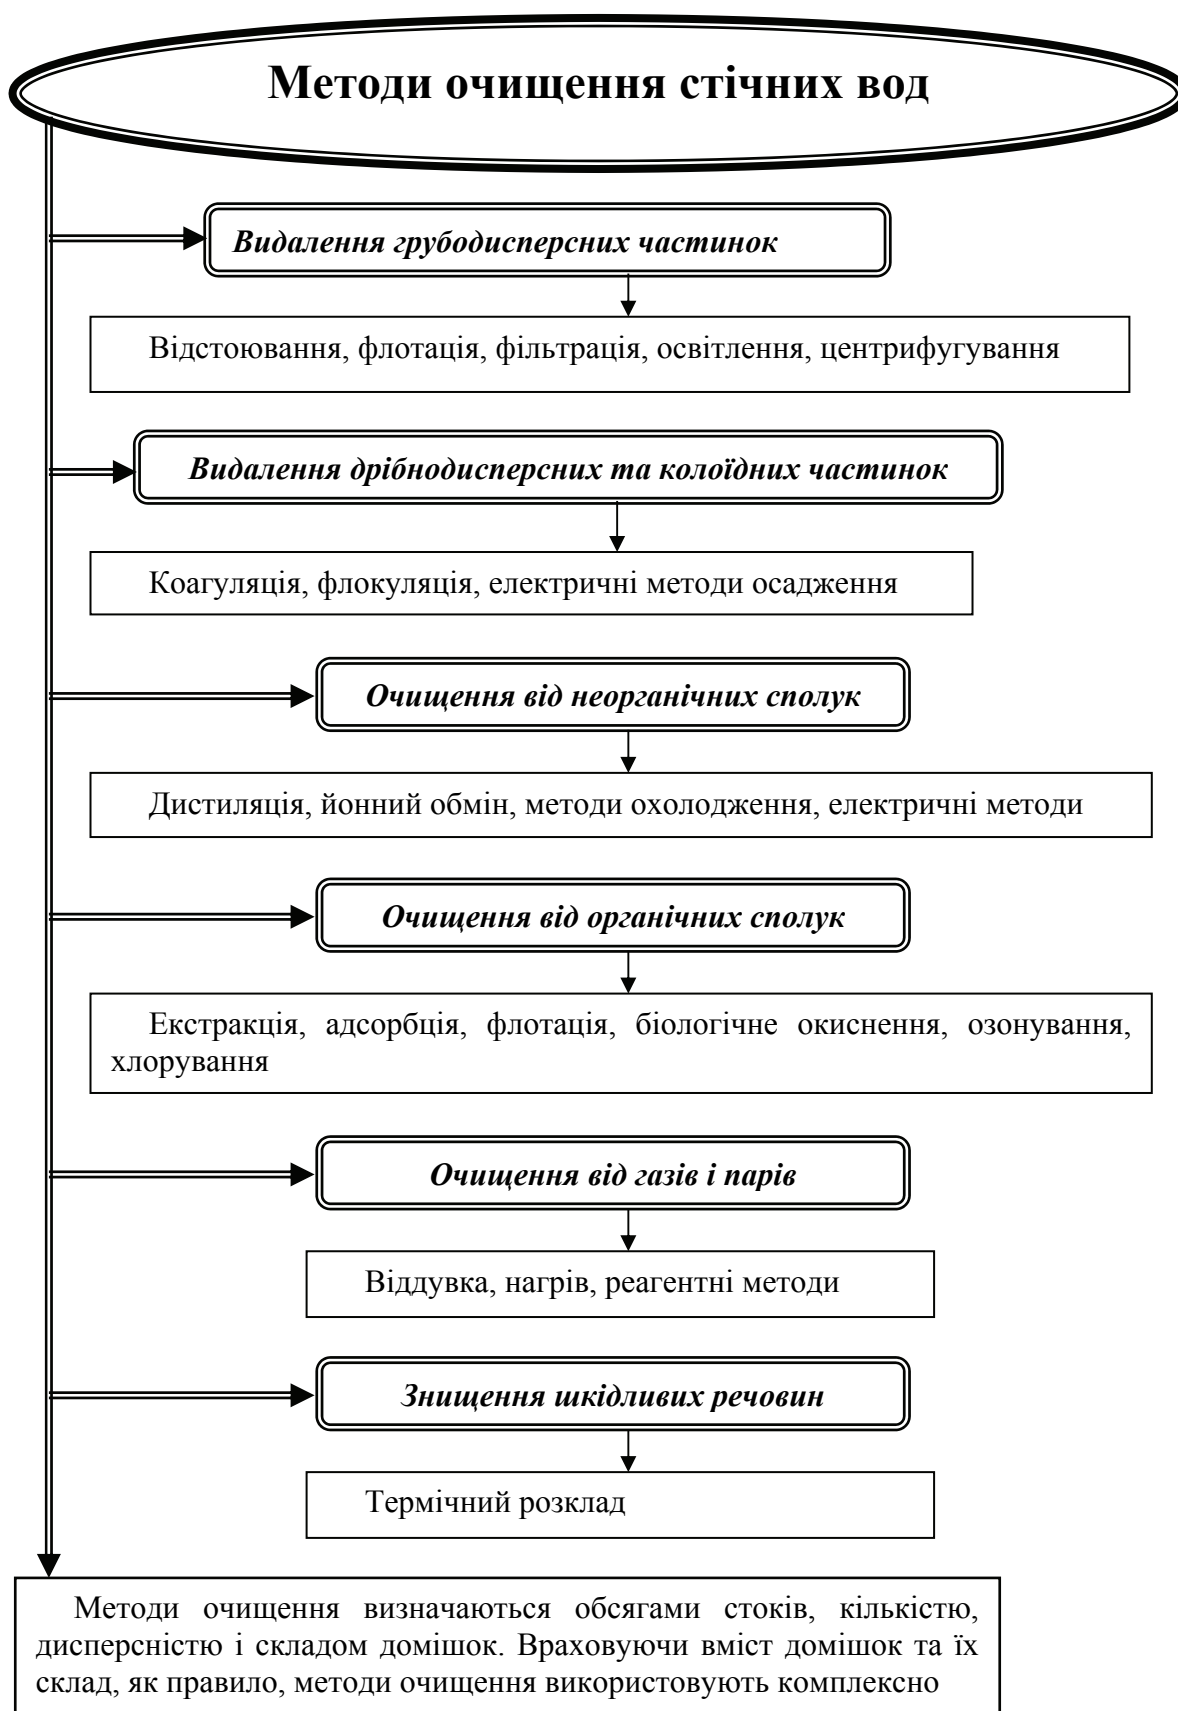 Методи очищення стічних вод
Видалення грубодисперсних частинок
Відстоювання, флотація, фільтрація, освітлення, центрифугування
Видалення дрібнодисперсних та колоїдних частинок
Коагуляція, флокуляція, електричні методи осадження
Очищення від неорганічних сполук
Дистиляція, йонний обмін, методи охолодження, електричні методи
Очищення від органічних сполук
Екстракція, адсорбція, флотація, біологічне окиснення, озонування,
хлорування
Очищення від газів і парів
Віддувка, нагрів, реагентні методи
Знищення шкідливих речовин
Термічний розклад
Методи очищення визначаються обсягами стоків, кількістю,
дисперсністю і складом домішок. Враховуючи вміст домішок та їх
склад, як правило, методи очищення використовують комплексно